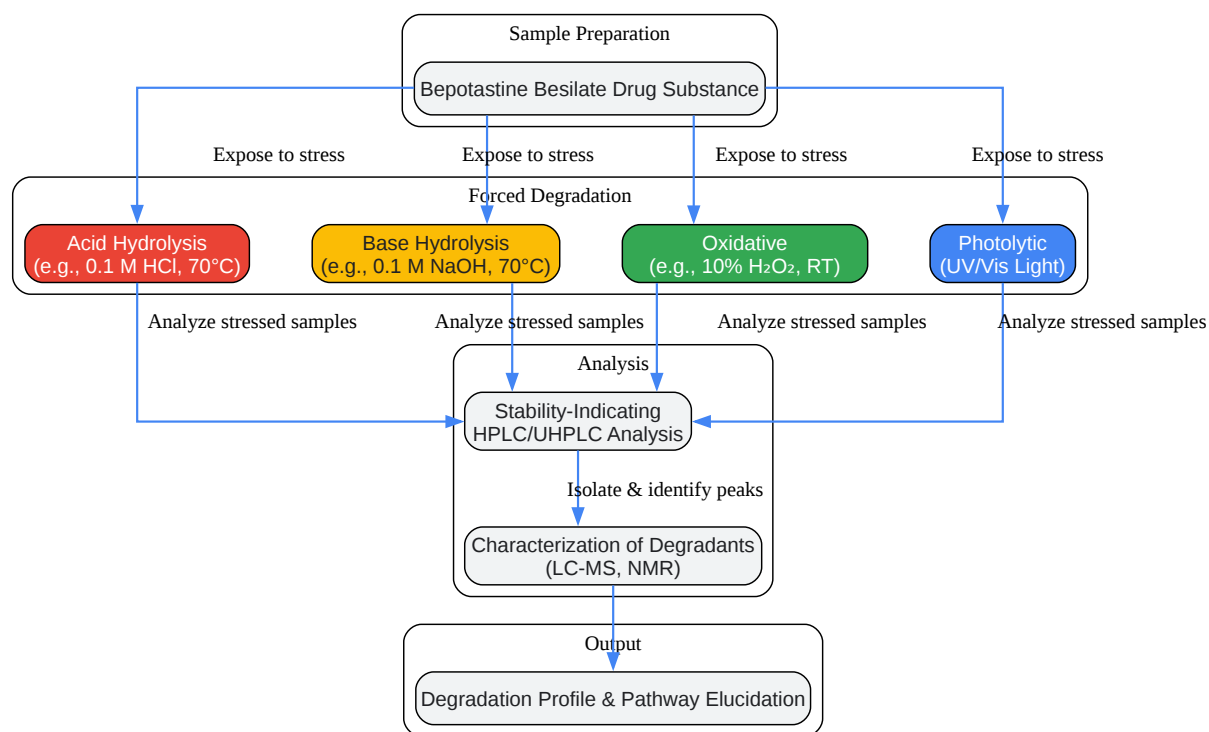 Sample Preparation
Bepotastine Besilate Drug Substance
Expose to stress
Expose to stress
Expose to stress
Expose to stress
Forced Degradation
Acid Hydrolysis
(e.g., 0.1 M HCl, 70°C)
Base Hydrolysis
(e.g., 0.1 M NaOH, 70°C)
Oxidative
(e.g., 10% H₂O₂, RT)
Photolytic
(UV/Vis Light)
Analyze stressed samples
Analyze stressed samples
Analyze stressed samples
Analyze stressed samples
Analysis
Stability-Indicating
HPLC/UHPLC Analysis
Isolate & identify peaks
Characterization of Degradants
(LC-MS, NMR)
Output
Degradation Profile & Pathway Elucidation